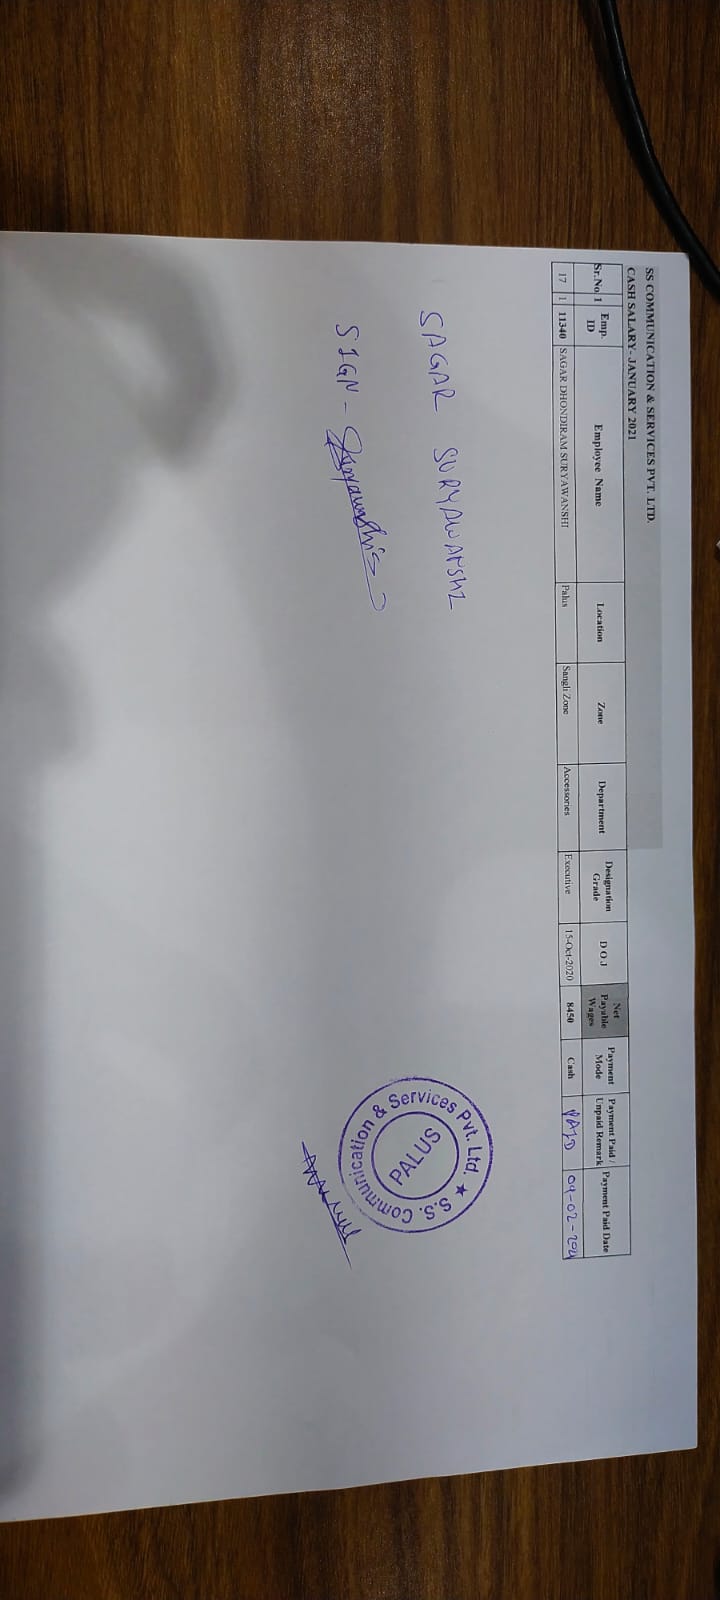 SS COMMUNICATION & SERVICES PVT. LTD.
CASH SALARY- JANUARY 2021
Sr.No 1 Emp. ID Employee Name Location Zone Department Designation Grade D O.J Net Payable Wages Payment Mode Payment Paid / Unpaid Remark Payment Paid Date
17 1 11340 SAGAR DHONDIRAM SURYAWANSHI Palus Sangli Zone Accessories Executive 15-Oct-2020 8450 Cash PAID 04-02-2021
SAGAR SURYAWANSHI
SIGN - Suryawanshi
S.S. Communication & Services Pvt. Ltd. ★
PALUS